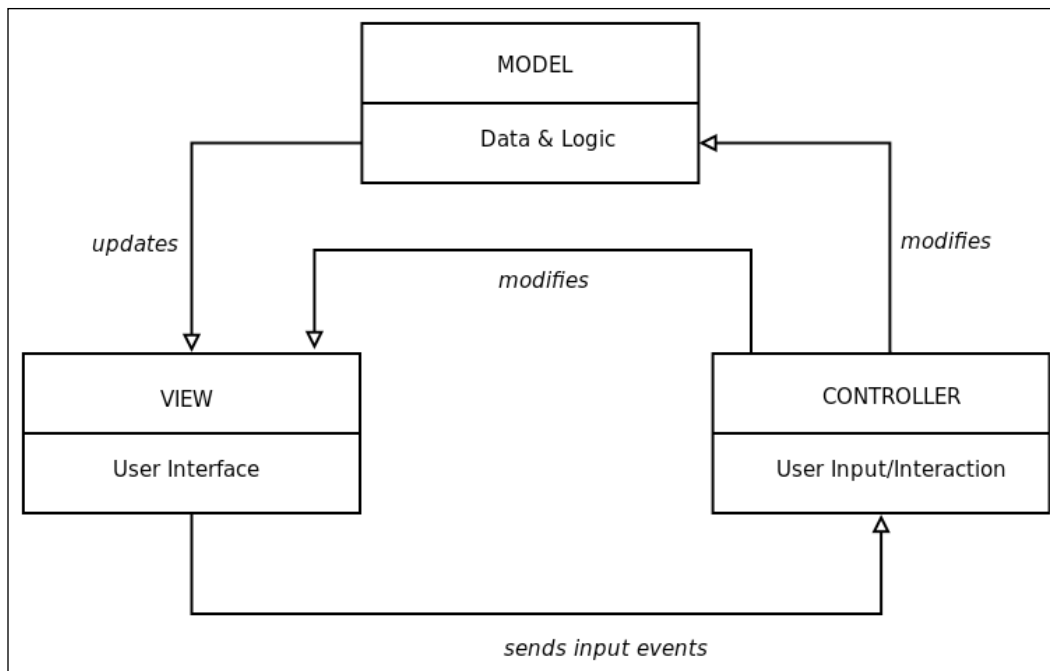 MODEL
Data & Logic
updates
modifies
modifies
VIEW
User Interface
CONTROLLER
User Input/Interaction
sends input events